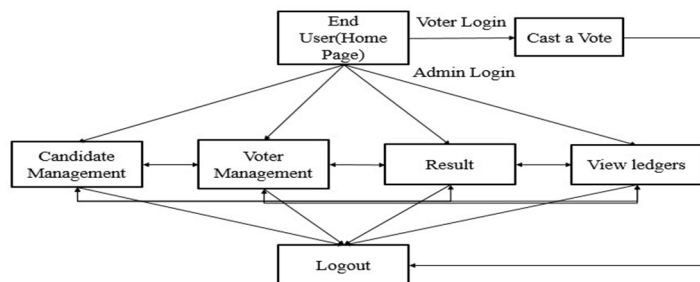 End
User(Home
Page)
Voter Login
Cast a Vote
Admin Login
Candidate
Management
Voter
Management
Result
View ledgers
Logout